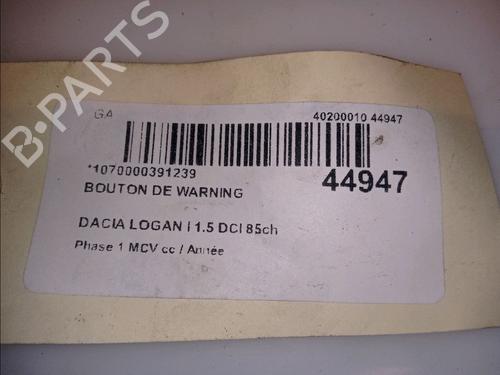 B-PARTS
GA
40200010 44947
*1070000391239
44947
BOUTON DE WARNING
DACIA LOGAN I 1.5 DCI 85ch
Phase 1 MCV cc / Année